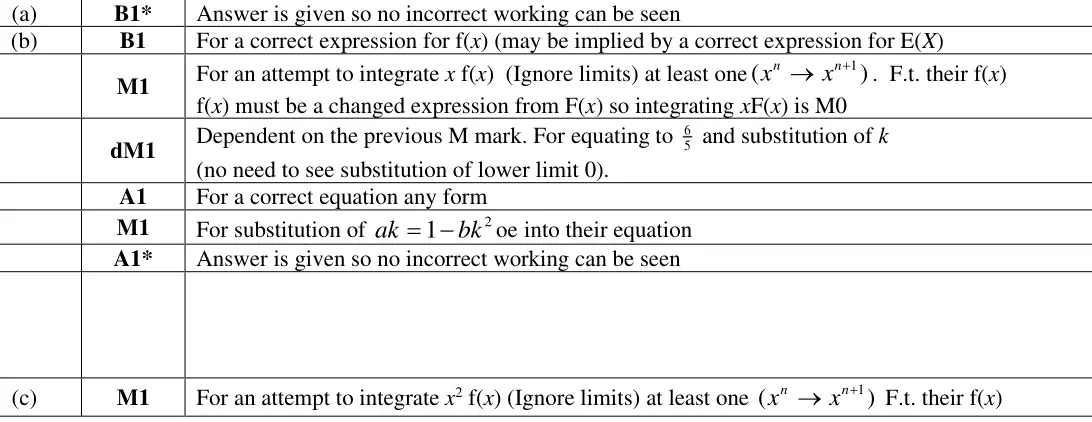 (a) B1* Answer is given so no incorrect working can be seen
(b) B1 For a correct expression for f(x) (may be implied by a correct expression for E(X)
M1 For an attempt to integrate x f(x) (Ignore limits) at least one (xⁿ → xⁿ⁺¹). F.t. their f(x)
f(x) must be a changed expression from F(x) so integrating xF(x) is M0
dM1 Dependent on the previous M mark. For equating to 6/5 and substitution of k
(no need to see substitution of lower limit 0).
A1 For a correct equation any form
M1 For substitution of ak = 1 − bk² oe into their equation
A1* Answer is given so no incorrect working can be seen
(c) M1 For an attempt to integrate x² f(x) (Ignore limits) at least one (xⁿ → xⁿ⁺¹) F.t. their f(x)